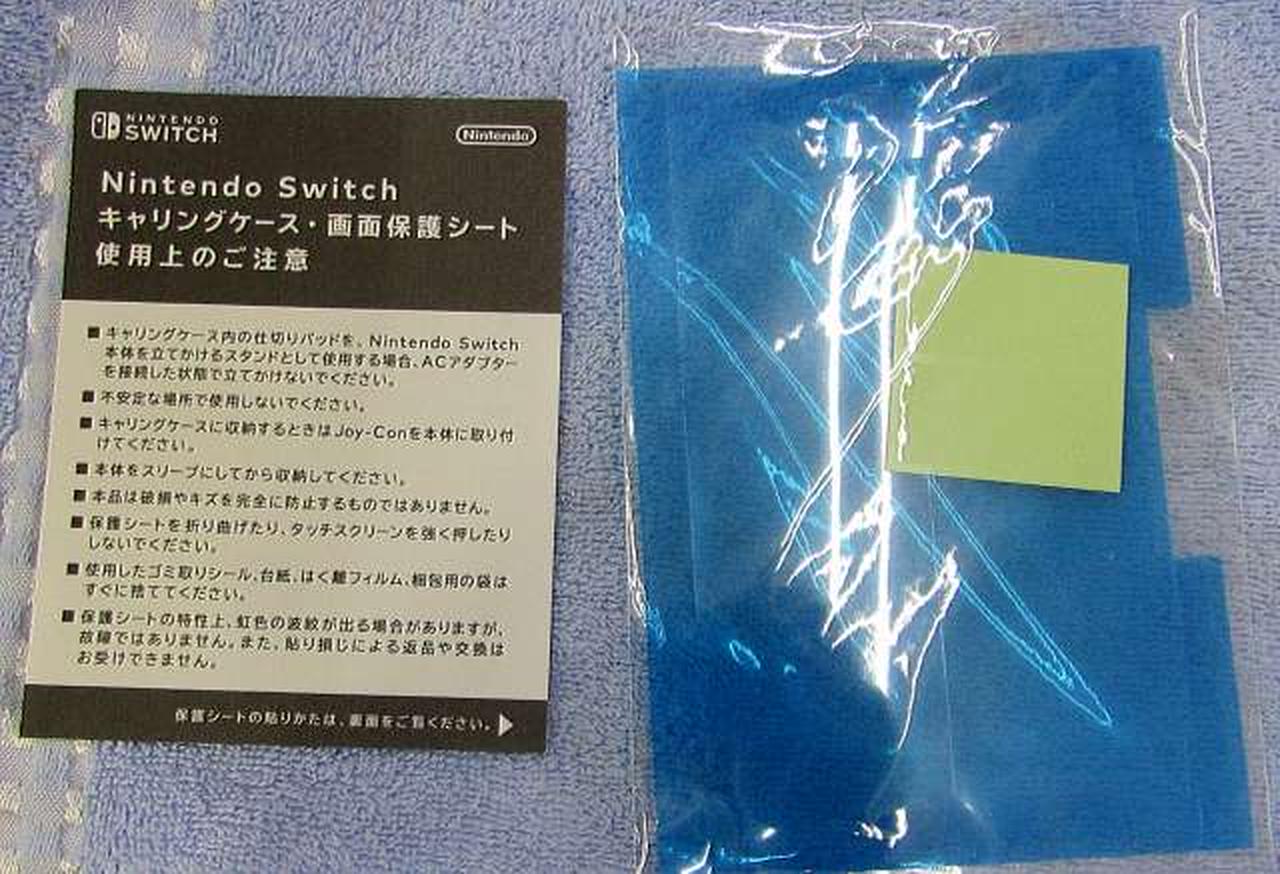 NINTENDO
SWITCH
Nintendo
Nintendo Switch
キャリングケース・画面保護シート
使用上のご注意
■ キャリングケース内の仕切りパッドを、Nintendo Switch
本体を立てかけるスタンドとして使用する場合、ACアダプター
を接続した状態で立てかけないでください。
■ 不安定な場所で使用しないでください。
■ キャリングケースに収納するときはJoy-Conを本体に取り付
けてください。
■ 本体をスリープにしてから収納してください。
■ 本品は破損やキズを完全に防止するものではありません。
■ 保護シートを折り曲げたり、タッチスクリーンを強く押したり
しないでください。
■ 使用したゴミ取りシール、台紙、はく離フィルム、梱包用の袋は
すぐに捨ててください。
■ 保護シートの特性上、虹色の波紋が出る場合がありますが、
故障ではありません。また、貼り損じによる返品や交換は
お受けできません。
保護シートの貼りかたは、裏面をご覧ください。▶